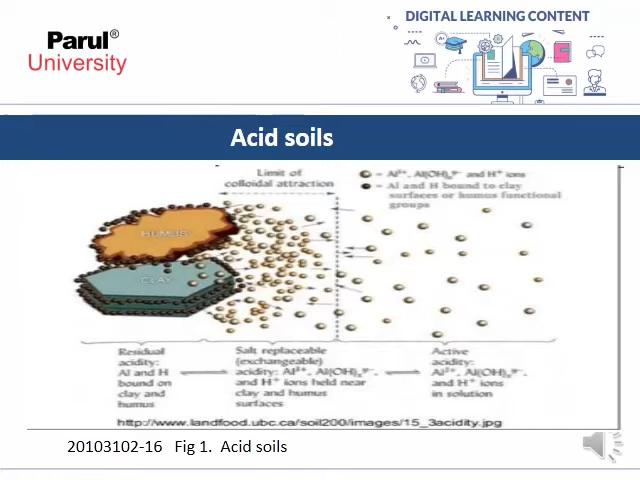 Parul®
University
DIGITAL LEARNING CONTENT
Acid soils
Limit of
colloidal attraction
= Al³⁺, Al(OH)ₓʸ⁻ and H⁺ ions
= Al and H bound to clay
surfaces or humus functional
groups
HUMUS
CLAY
Residual
acidity:
Al and H
bound on
clay and
humus
Salt replaceable
(exchangeable)
acidity: Al³⁺, Al(OH)ₓʸ⁻,
and H⁺ ions held near
clay and humus
surfaces
Active
acidity:
Al³⁺, Al(OH)ₓʸ⁻,
and H⁺ ions
in solution
http://www.landfood.ubc.ca/soil200/images/15_3acidity.jpg
20103102-16 Fig 1. Acid soils